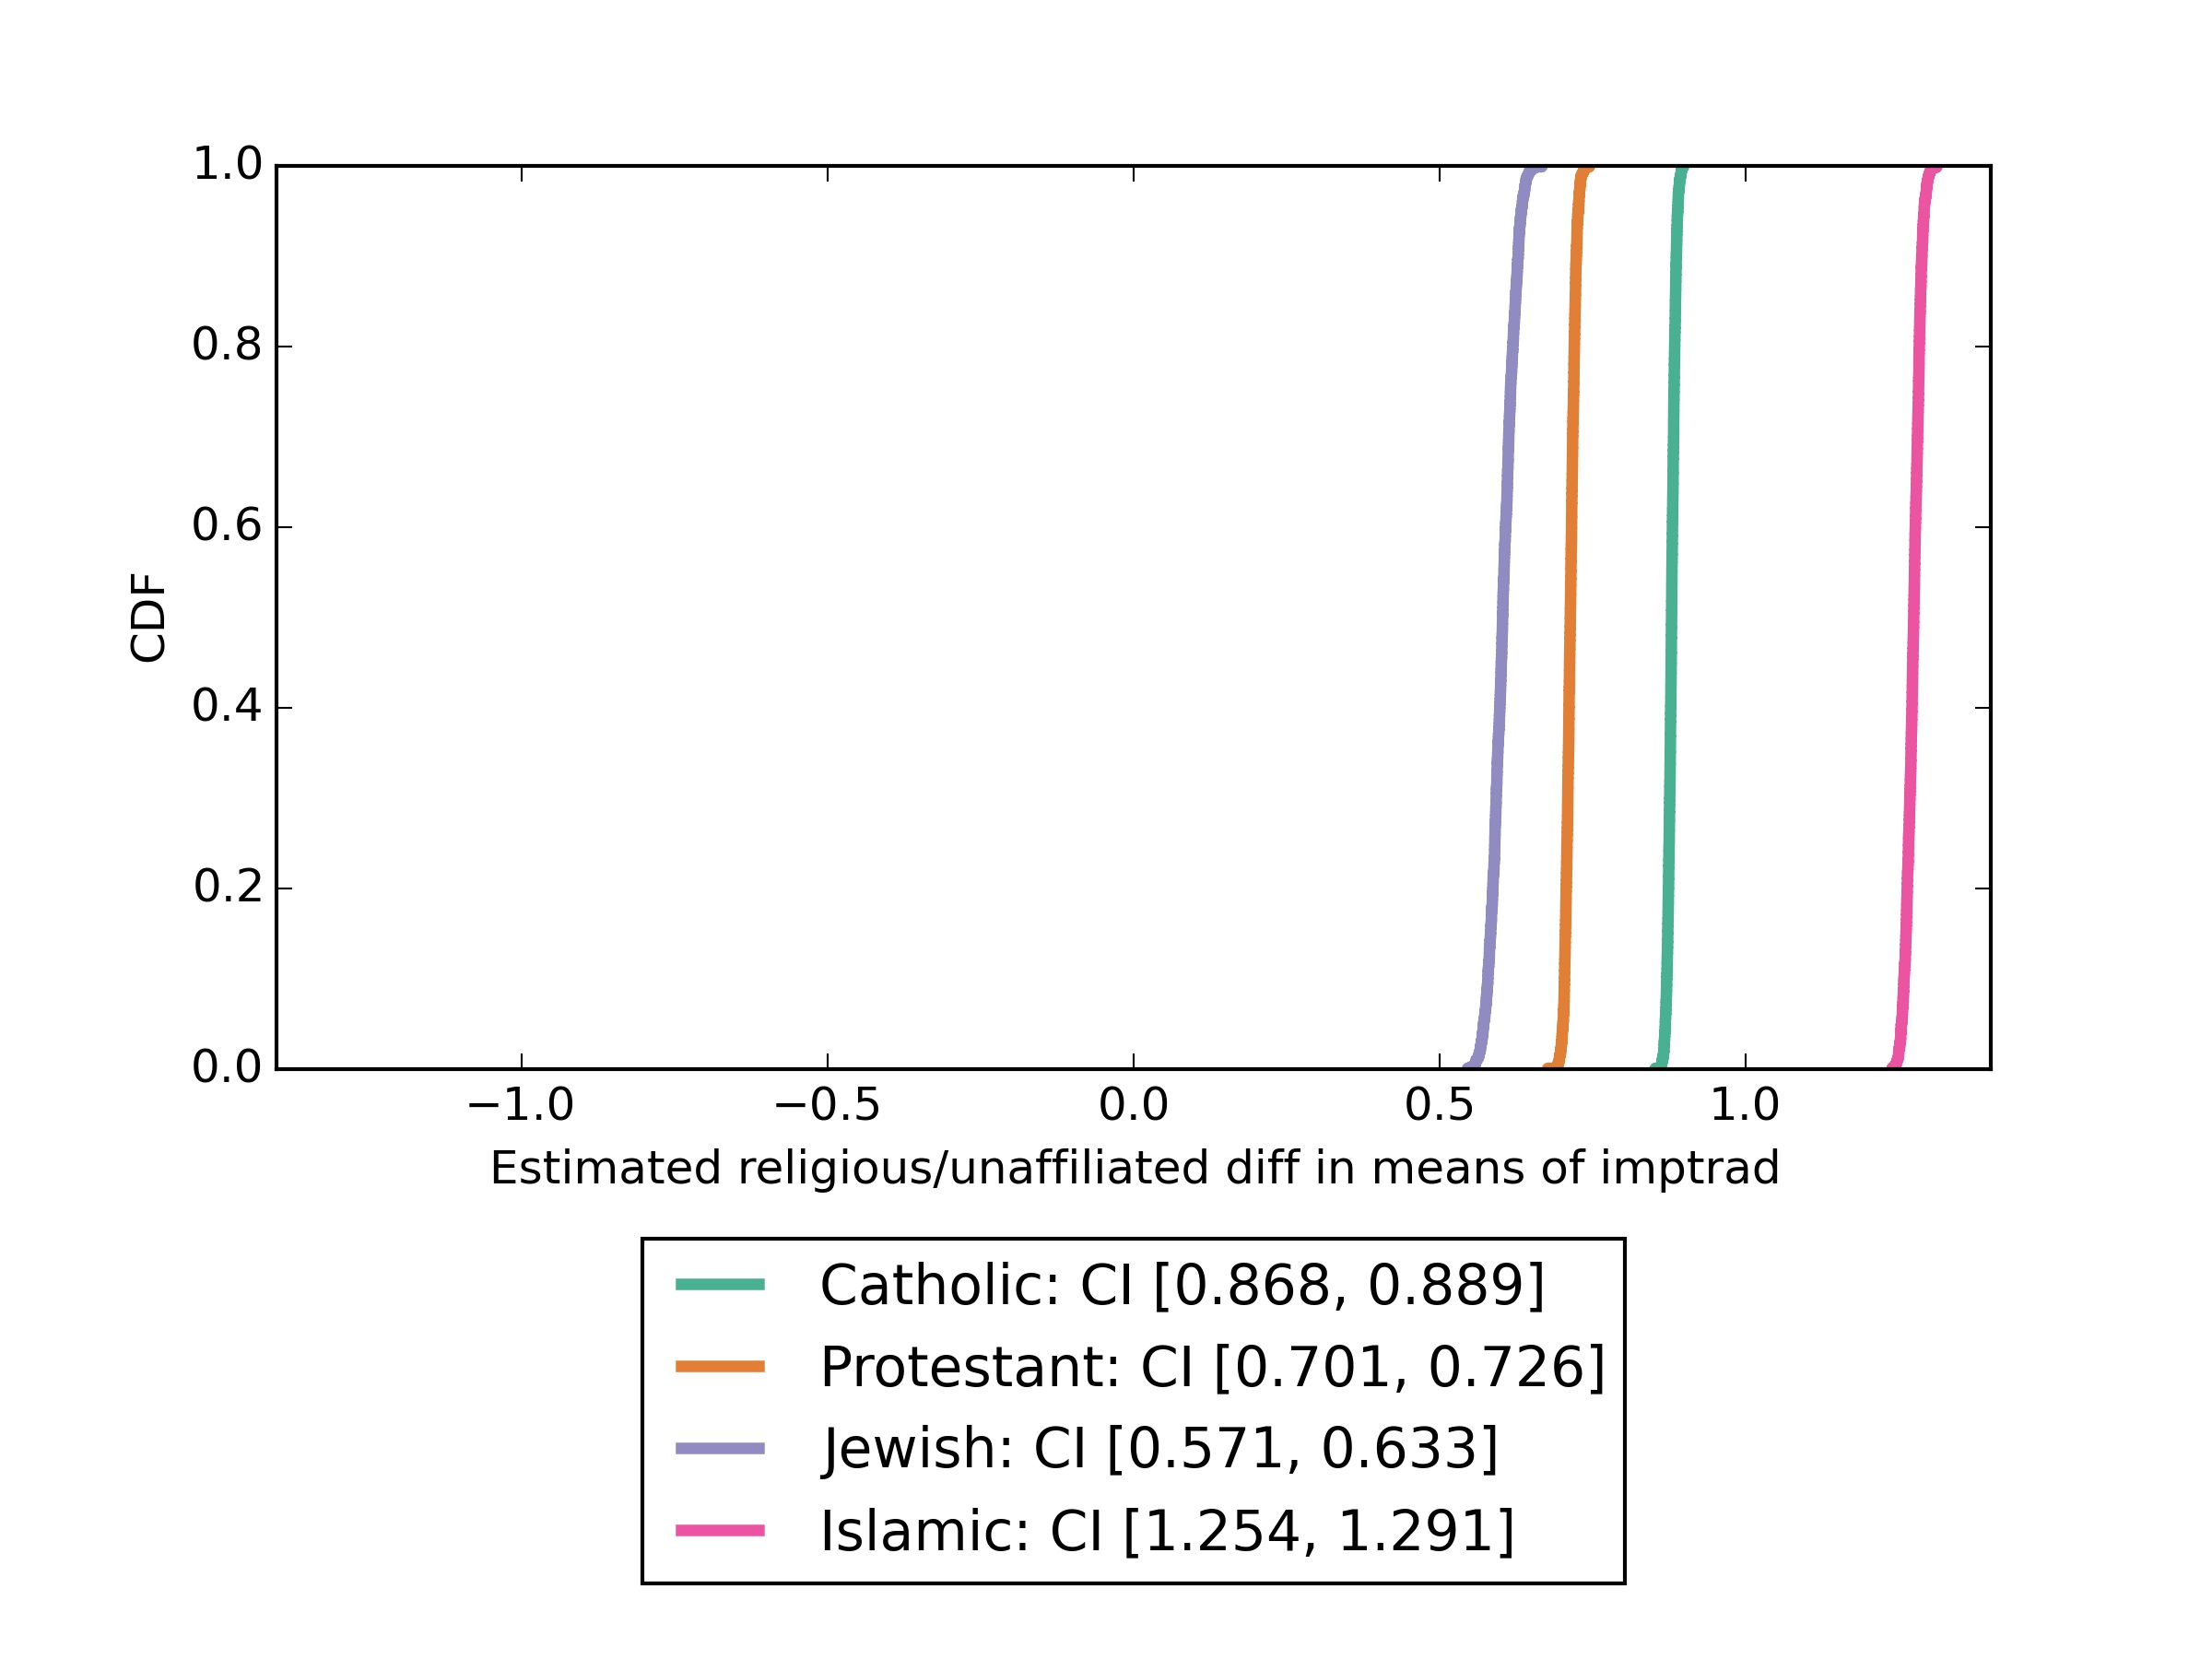 1.0
0.8
0.6
0.4
0.2
0.0
CDF
−1.0 −0.5 0.0 0.5 1.0
Estimated religious/unaffiliated diff in means of imptrad
Catholic: CI [0.868, 0.889]
Protestant: CI [0.701, 0.726]
Jewish: CI [0.571, 0.633]
Islamic: CI [1.254, 1.291]